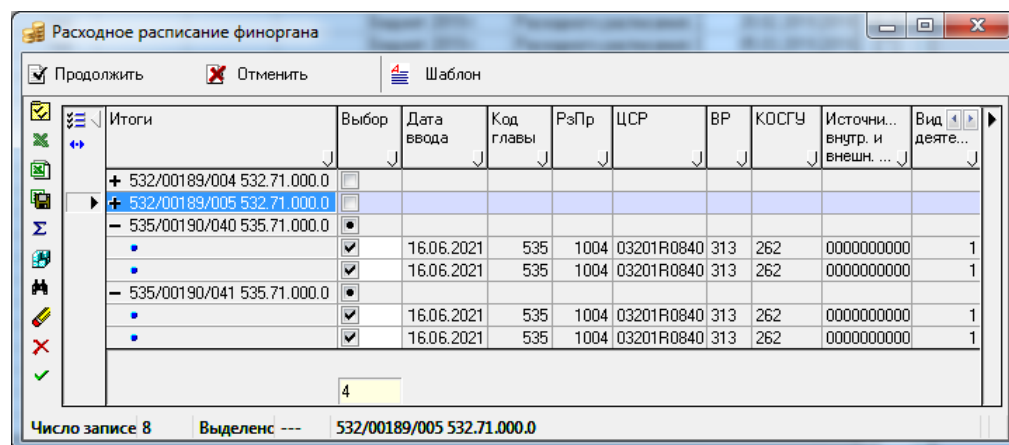 Расходное расписание финоргана
Продолжить Отменить Шаблон
Итоги Выбор Дата ввода Код главы РзПр ЦСР ВР КОСГУ Источни... внутр. и внешн. ... Вид деяте...
+ 532/00189/004 532.71.000.0
+ 532/00189/005 532.71.000.0
− 535/00190/040 535.71.000.0
16.06.2021 535 1004 03201R0840 313 262 0000000000 1
16.06.2021 535 1004 03201R0840 313 262 0000000000 1
− 535/00190/041 535.71.000.0
16.06.2021 535 1004 03201R0840 313 262 0000000000 1
16.06.2021 535 1004 03201R0840 313 262 0000000000 1
4
Число записе 8 Выделенс --- 532/00189/005 532.71.000.0